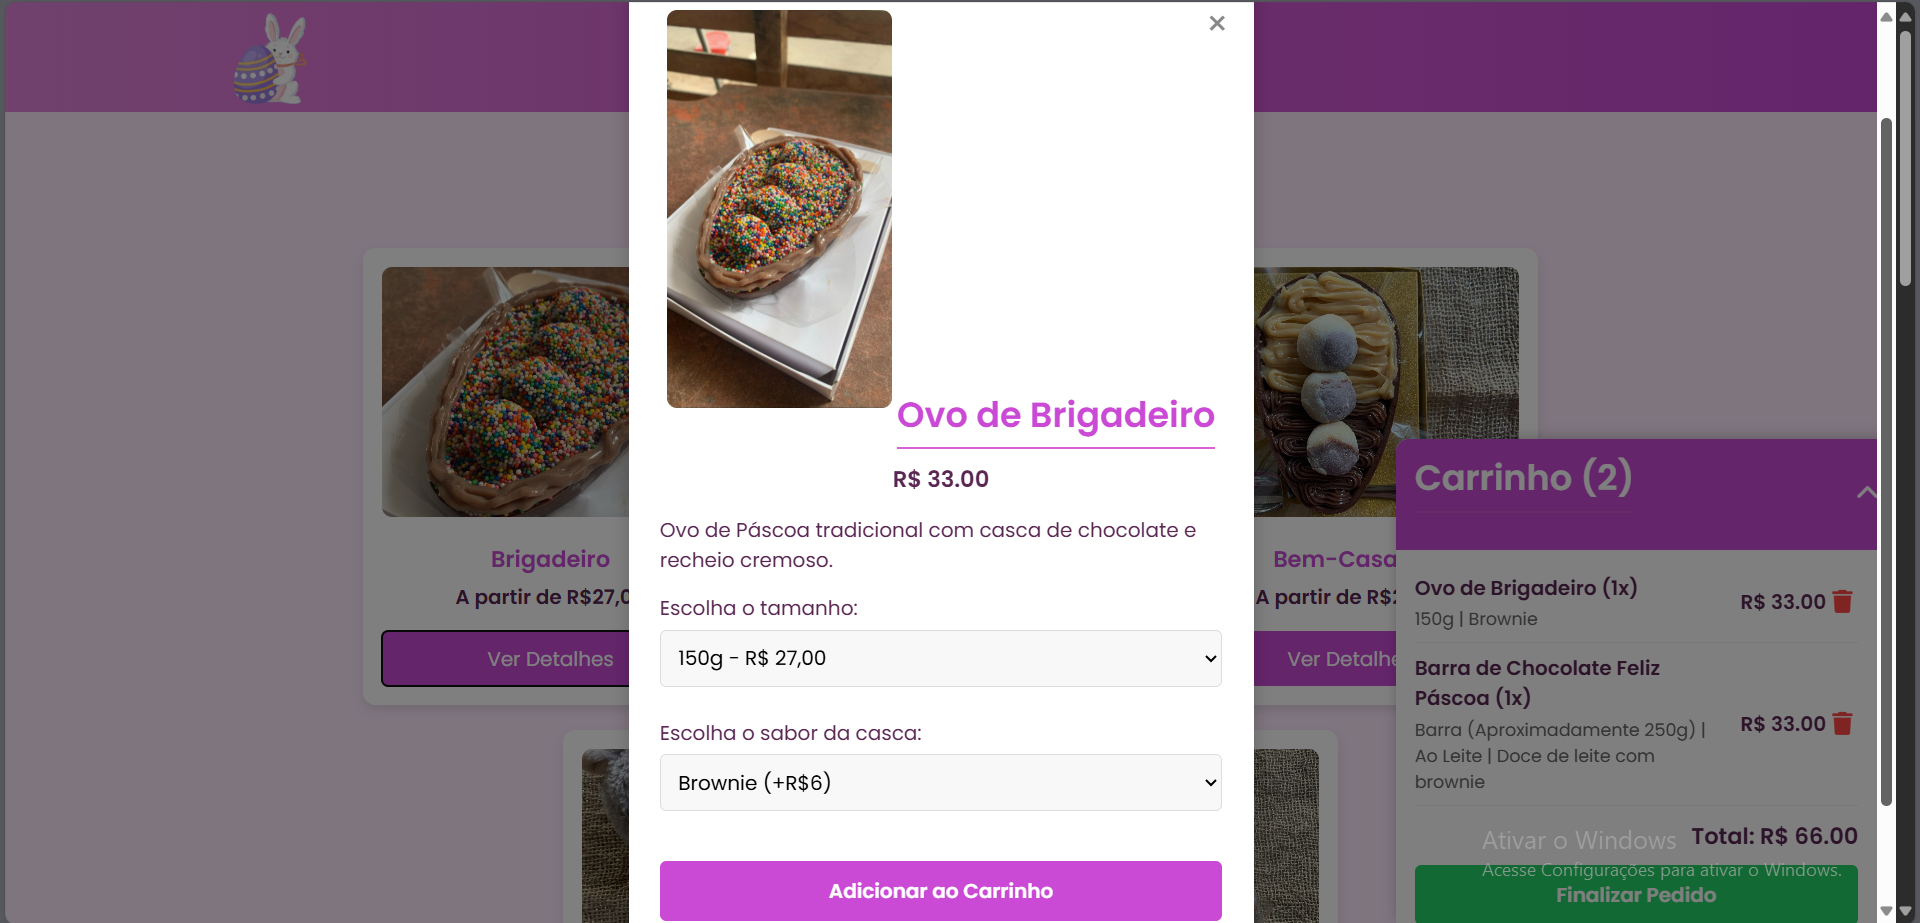 ×
Ovo de Brigadeiro
R$ 33.00
Ovo de Páscoa tradicional com casca de chocolate e
recheio cremoso.
Escolha o tamanho:
150g - R$ 27,00
Escolha o sabor da casca:
Brownie (+R$6)
Adicionar ao Carrinho
Brigadeiro
A partir de R$27,0
Ver Detalhes
Bem-Casa
A partir de R$2
Ver Detalhe
Carrinho (2)
Ovo de Brigadeiro (1x)
150g | Brownie
R$ 33.00
Barra de Chocolate Feliz
Páscoa (1x)
Barra (Aproximadamente 250g) |
Ao Leite | Doce de leite com
brownie
R$ 33.00
Total: R$ 66.00
Finalizar Pedido
Ativar o Windows
Acesse Configurações para ativar o Windows.